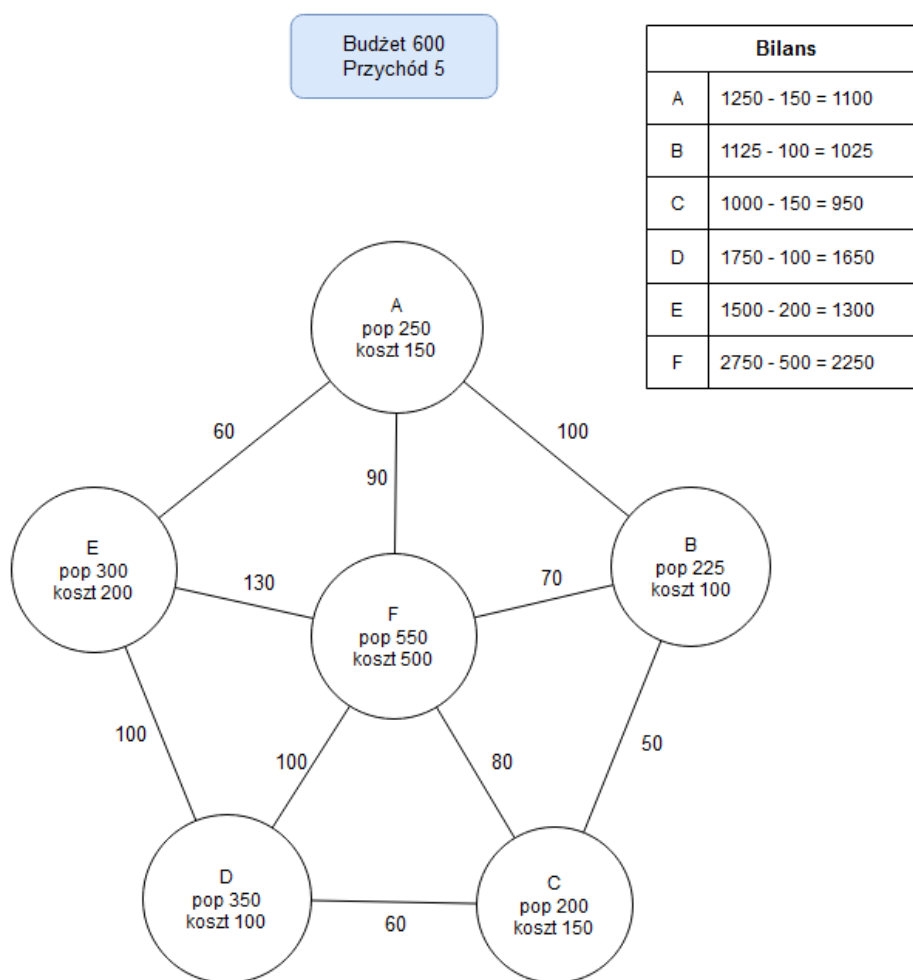 Budżet 600
Przychód 5
Bilans
A 1250 - 150 = 1100
B 1125 - 100 = 1025
C 1000 - 150 = 950
D 1750 - 100 = 1650
E 1500 - 200 = 1300
F 2750 - 500 = 2250
A
pop 250
koszt 150
60
100
90
E
pop 300
koszt 200
B
pop 225
koszt 100
130
70
F
pop 550
koszt 500
100
100
80
50
D
pop 350
koszt 100
C
pop 200
koszt 150
60